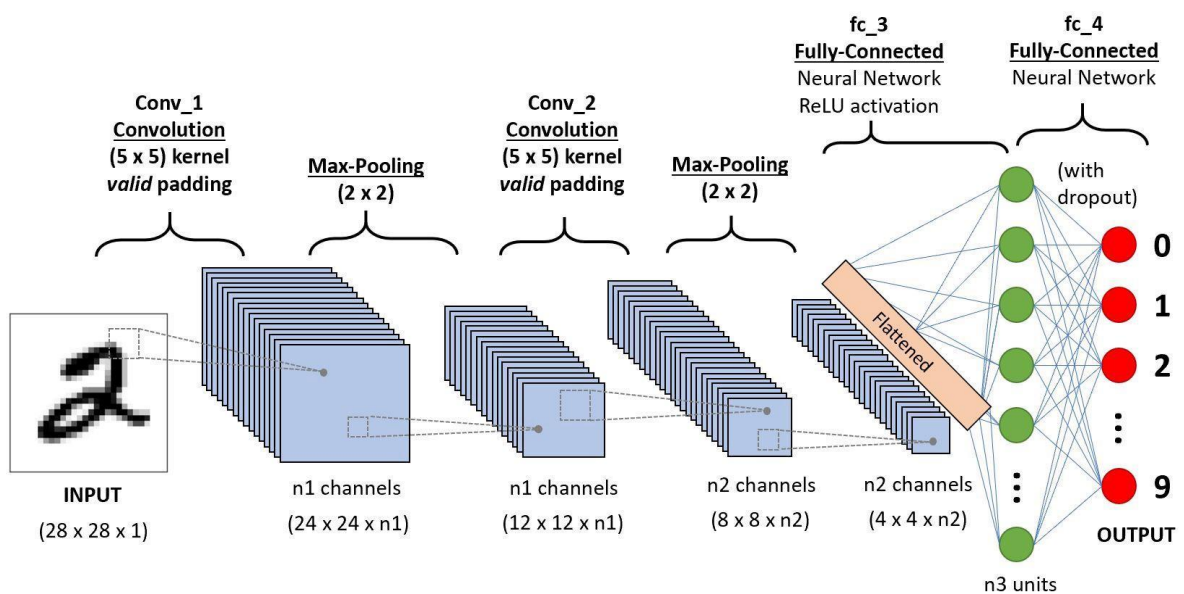 Conv_1
Convolution
(5 x 5) kernel
valid padding
Max-Pooling
(2 x 2)
Conv_2
Convolution
(5 x 5) kernel
valid padding
Max-Pooling
(2 x 2)
fc_3
Fully-Connected
Neural Network
ReLU activation
fc_4
Fully-Connected
Neural Network
(with
dropout)
Flattened
0
1
2
9
OUTPUT
2
INPUT
(28 x 28 x 1)
n1 channels
(24 x 24 x n1)
n1 channels
(12 x 12 x n1)
n2 channels
(8 x 8 x n2)
n2 channels
(4 x 4 x n2)
n3 units